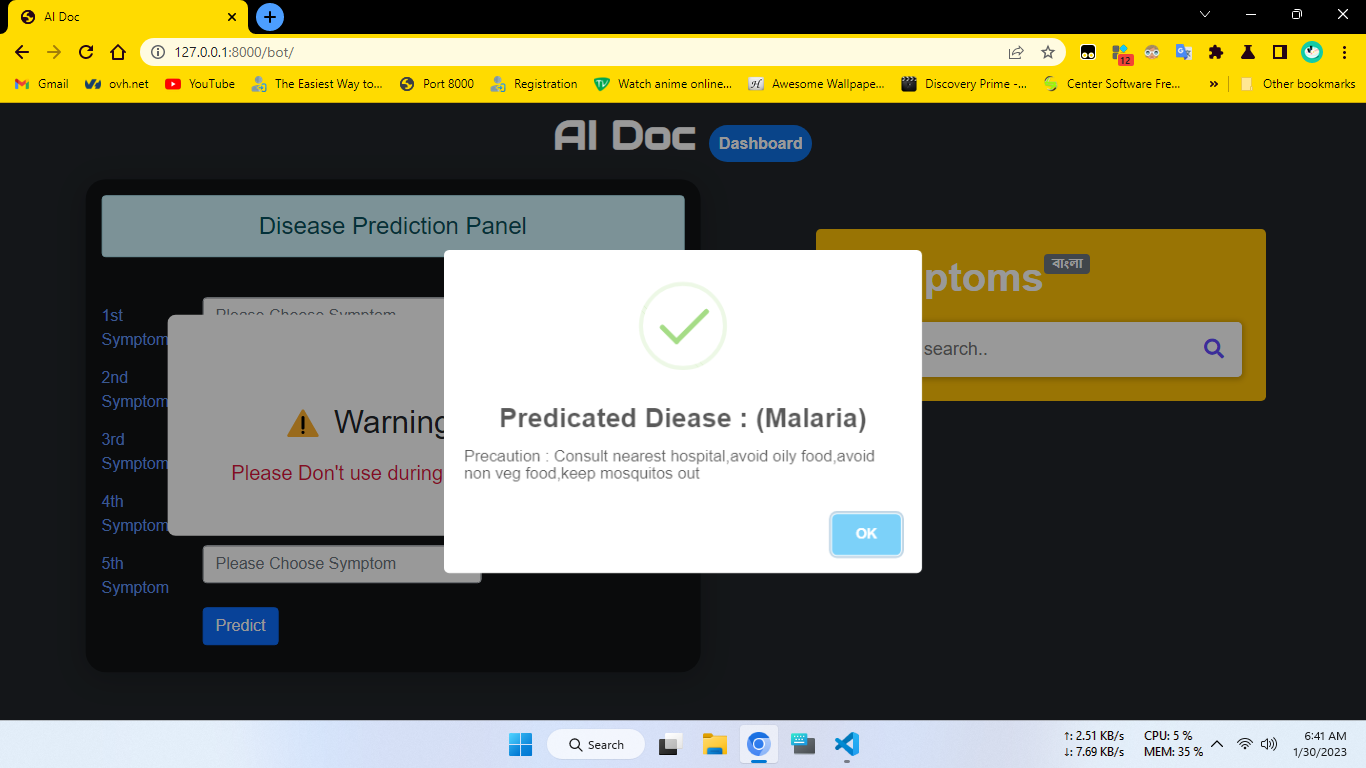 AI Doc
127.0.0.1:8000/bot/
12
Gmail
ovh.net
YouTube
The Easiest Way to...
Port 8000
Registration
Watch anime online...
Awesome Wallpape...
Discovery Prime -...
Center Software Fre...
»
Other bookmarks
AI Doc
Dashboard
Disease Prediction Panel
ptoms
বাংলা
search..
1st
Symptom
Please Choose Symptom
2nd
Symptom
3rd
Symptom
4th
Symptom
5th
Symptom
Please Choose Symptom
Predict
Warning
Please Don't use during
Predicated Diease : (Malaria)
Precaution : Consult nearest hospital,avoid oily food,avoid
non veg food,keep mosquitos out
OK
Search
↑: 2.51 KB/s
↓: 7.69 KB/s
CPU: 5 %
MEM: 35 %
6:41 AM
1/30/2023